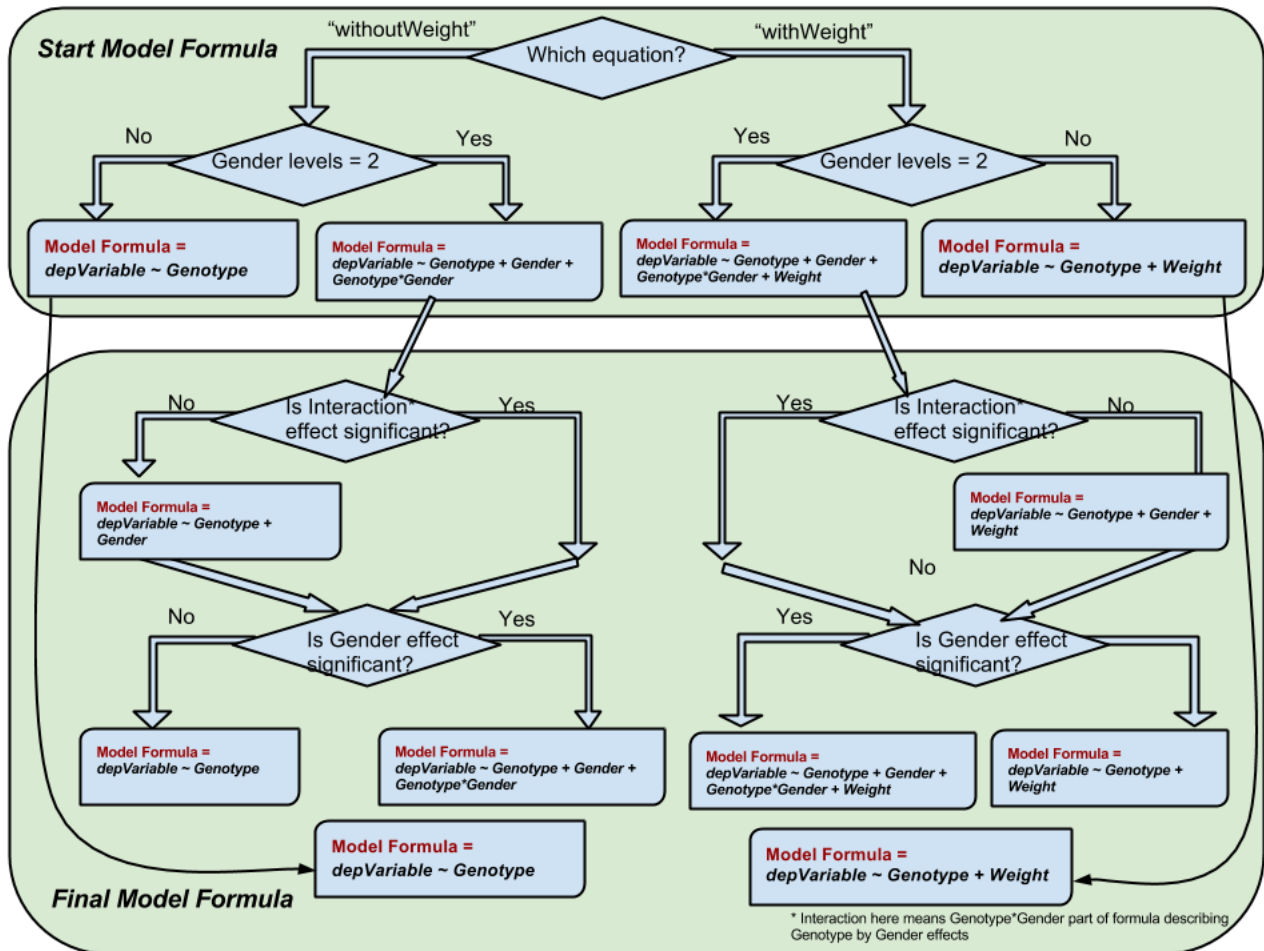 "withoutWeight"
"withWeight"
Start Model Formula
Which equation?
No
Yes
Yes
No
Gender levels = 2
Gender levels = 2
Model Formula =
depVariable ~ Genotype
Model Formula =
depVariable ~ Genotype + Gender +
Genotype*Gender
Model Formula =
depVariable ~ Genotype + Gender +
Genotype*Gender + Weight
Model Formula =
depVariable ~ Genotype + Weight
No
Is Interaction*
effect significant?
Yes
Yes
Is Interaction*
effect significant?
No
Model Formula =
depVariable ~ Genotype +
Gender
Model Formula =
depVariable ~ Genotype + Gender +
Weight
No
No
Is Gender effect
significant?
Yes
Yes
Is Gender effect
significant?
Model Formula =
depVariable ~ Genotype
Model Formula =
depVariable ~ Genotype + Gender +
Genotype*Gender
Model Formula =
depVariable ~ Genotype + Gender +
Genotype*Gender + Weight
Model Formula =
depVariable ~ Genotype +
Weight
Model Formula =
depVariable ~ Genotype
Model Formula =
depVariable ~ Genotype + Weight
Final Model Formula
* Interaction here means Genotype*Gender part of formula describing
Genotype by Gender effects